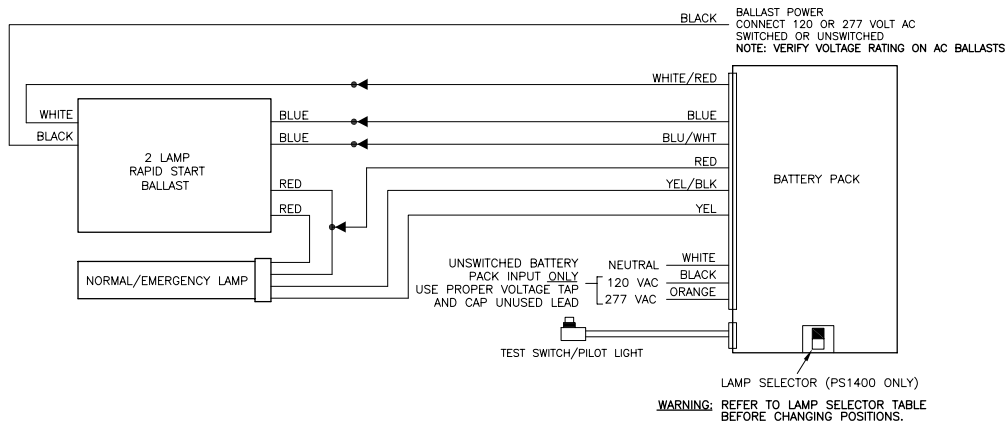 BLACK
BALLAST POWER
CONNECT 120 OR 277 VOLT AC
SWITCHED OR UNSWITCHED
NOTE: VERIFY VOLTAGE RATING ON AC BALLASTS
WHITE/RED
WHITE
BLACK
BLUE
BLUE
BLUE
BLU/WHT
2 LAMP
RAPID START
BALLAST
RED
RED
RED
YEL/BLK
YEL
BATTERY PACK
NORMAL/EMERGENCY LAMP
UNSWITCHED BATTERY
PACK INPUT ONLY
USE PROPER VOLTAGE TAP
AND CAP UNUSED LEAD
NEUTRAL
120 VAC
277 VAC
WHITE
BLACK
ORANGE
TEST SWITCH/PILOT LIGHT
LAMP SELECTOR (PS1400 ONLY)
WARNING: REFER TO LAMP SELECTOR TABLE
BEFORE CHANGING POSITIONS.